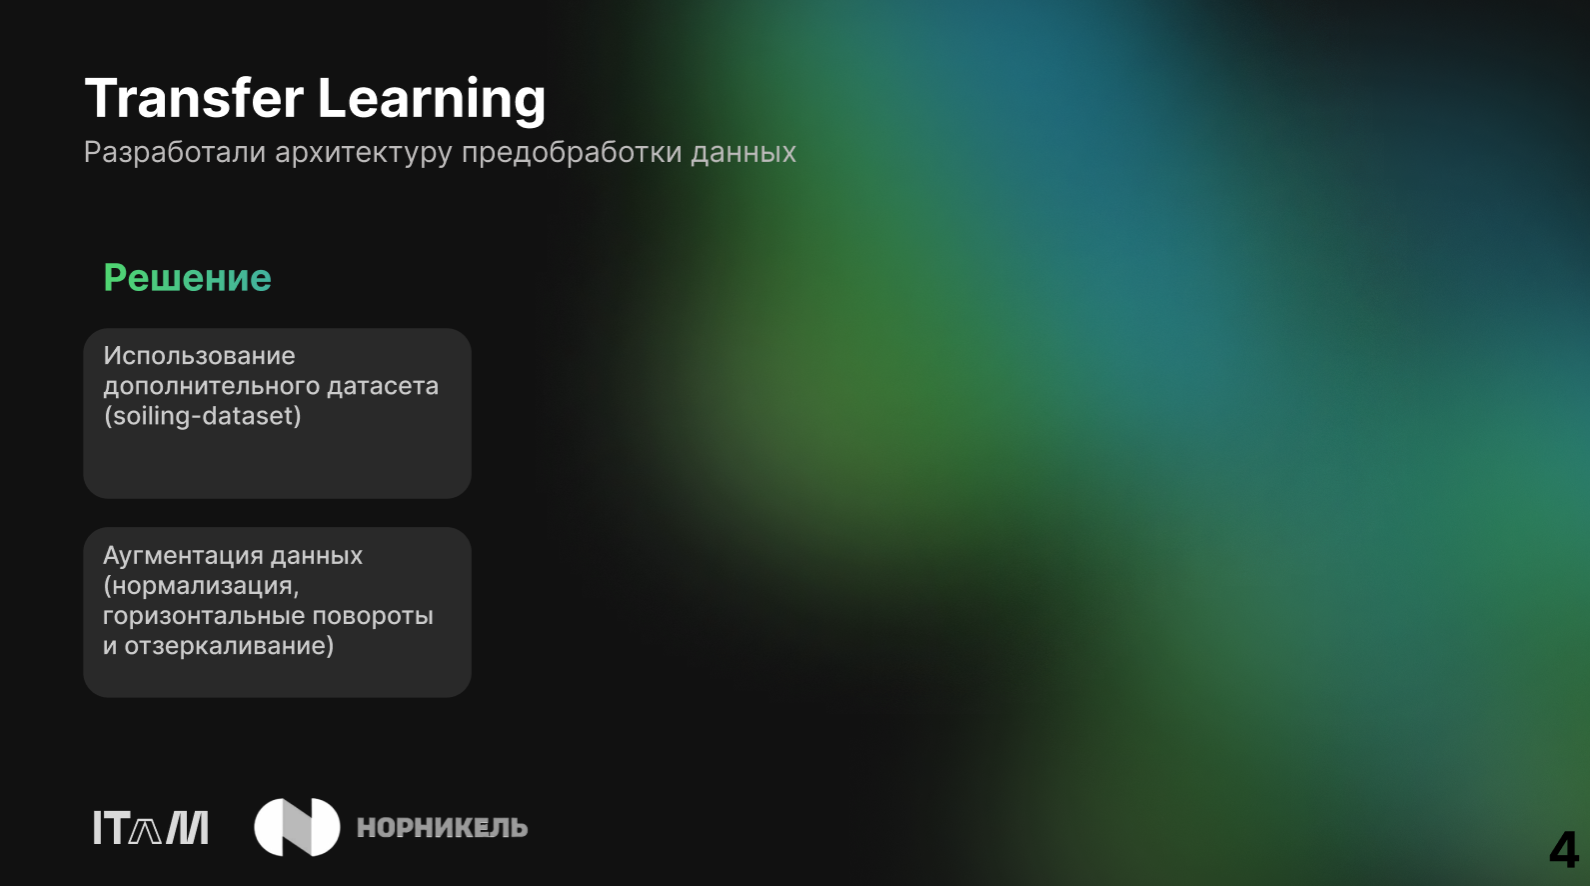 Transfer Learning
Разработали архитектуру предобработки данных
Решение
Использование
дополнительного датасета
(soiling-dataset)
Аугментация данных
(нормализация,
горизонтальные повороты
и отзеркаливание)
ITAM
НОРНИКЕЛЬ
4